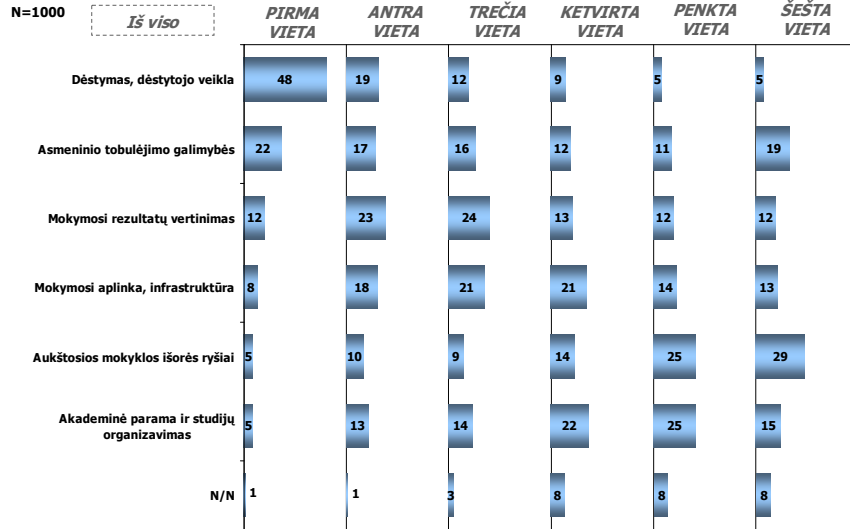 N=1000
Iš viso
PIRMA VIETA
ANTRA VIETA
TREČIA VIETA
KETVIRTA VIETA
PENKTA VIETA
ŠEŠTA VIETA
Dėstymas, dėstytojo veikla 48 19 12 9 5 5
Asmeninio tobulėjimo galimybės 22 17 16 12 11 19
Mokymosi rezultatų vertinimas 12 23 24 13 12 12
Mokymosi aplinka, infrastruktūra 8 18 21 21 14 13
Aukštosios mokyklos išorės ryšiai 5 10 9 14 25 29
Akademinė parama ir studijų
organizavimas 5 13 14 22 25 15
N/N 1 1 3 8 8 8